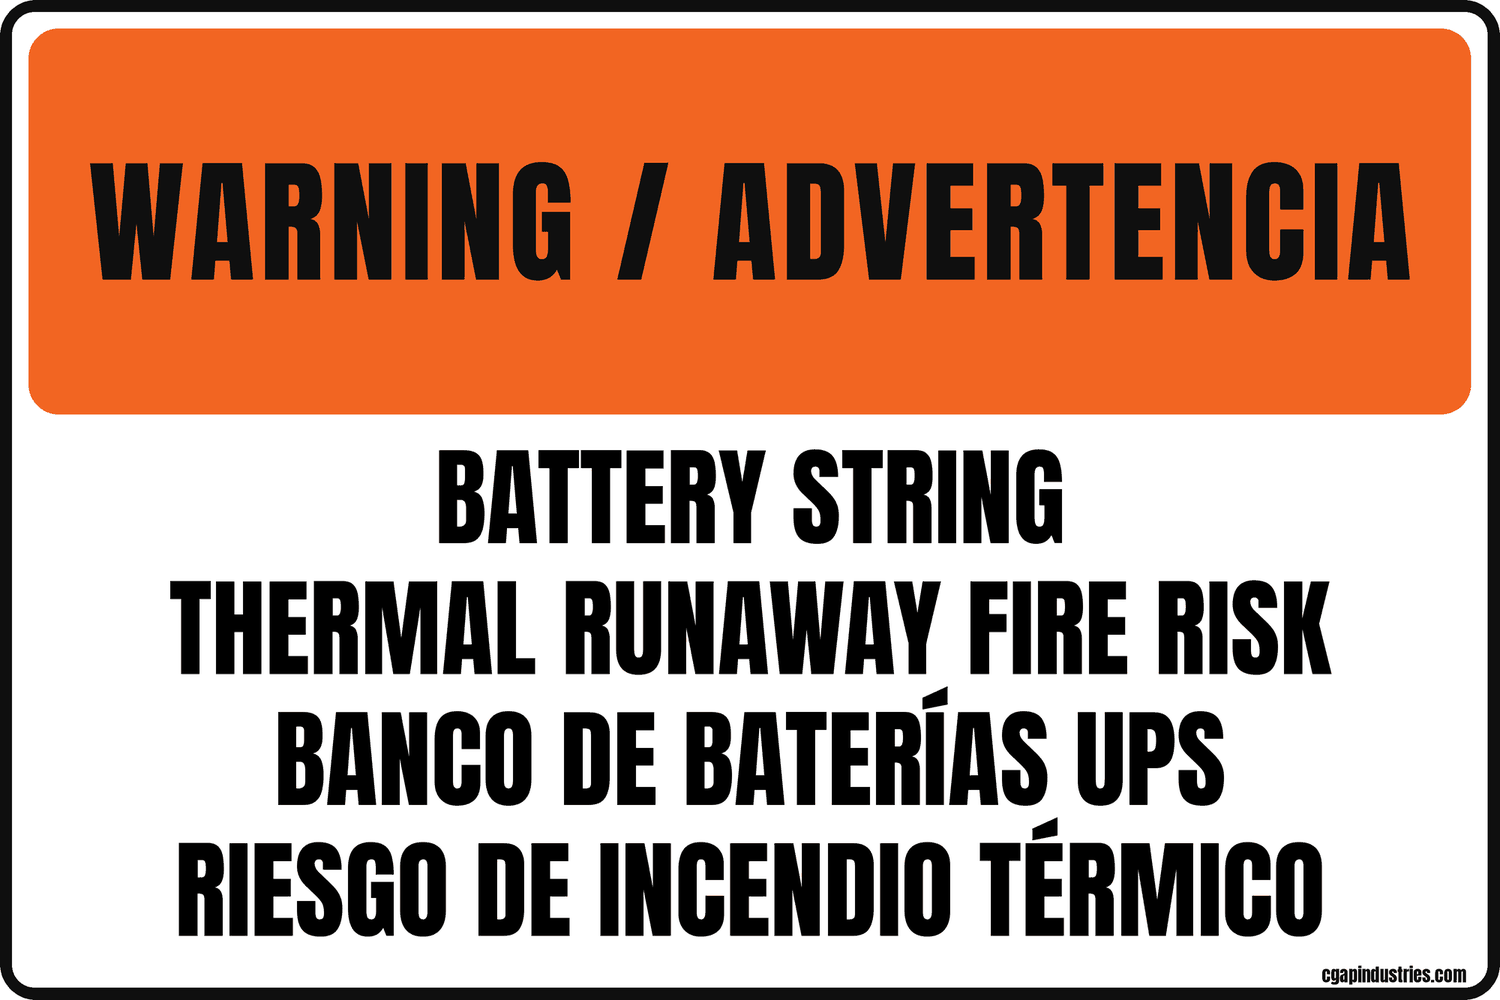 WARNING / ADVERTENCIA
BATTERY STRING
THERMAL RUNAWAY FIRE RISK
BANCO DE BATERÍAS UPS
RIESGO DE INCENDIO TÉRMICO
cgapindustries.com